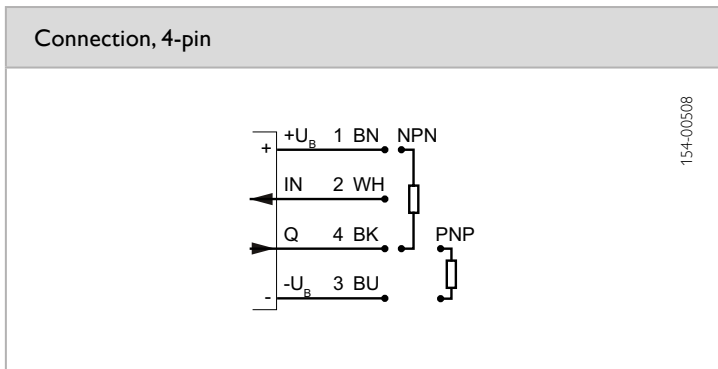 Connection, 4-pin
154-00508
+ +U_B 1 BN NPN
IN 2 WH
Q 4 BK PNP
- -U_B 3 BU